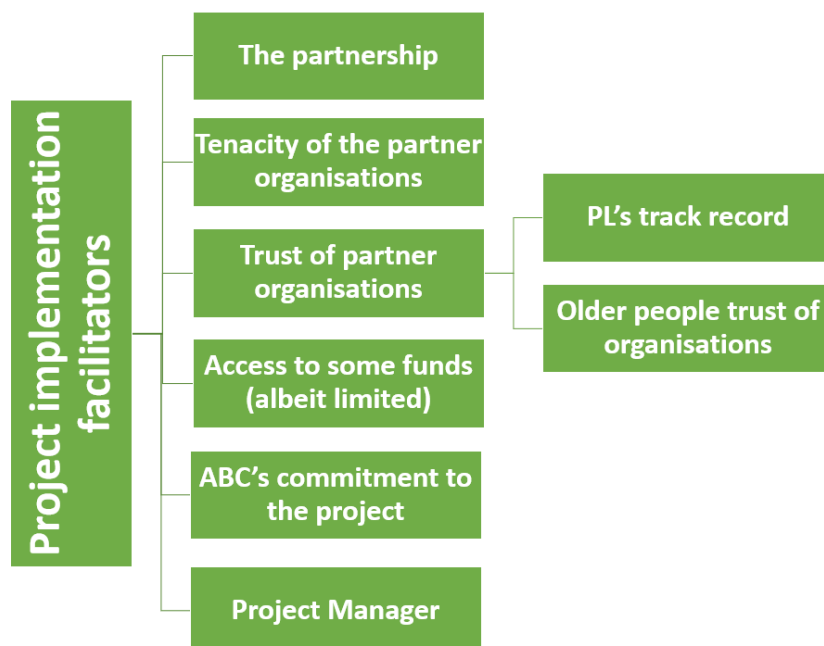 Project implementation
facilitators
The partnership
Tenacity of the partner
organisations
Trust of partner
organisations
PL's track record
Older people trust of
organisations
Access to some funds
(albeit limited)
ABC's commitment to
the project
Project Manager